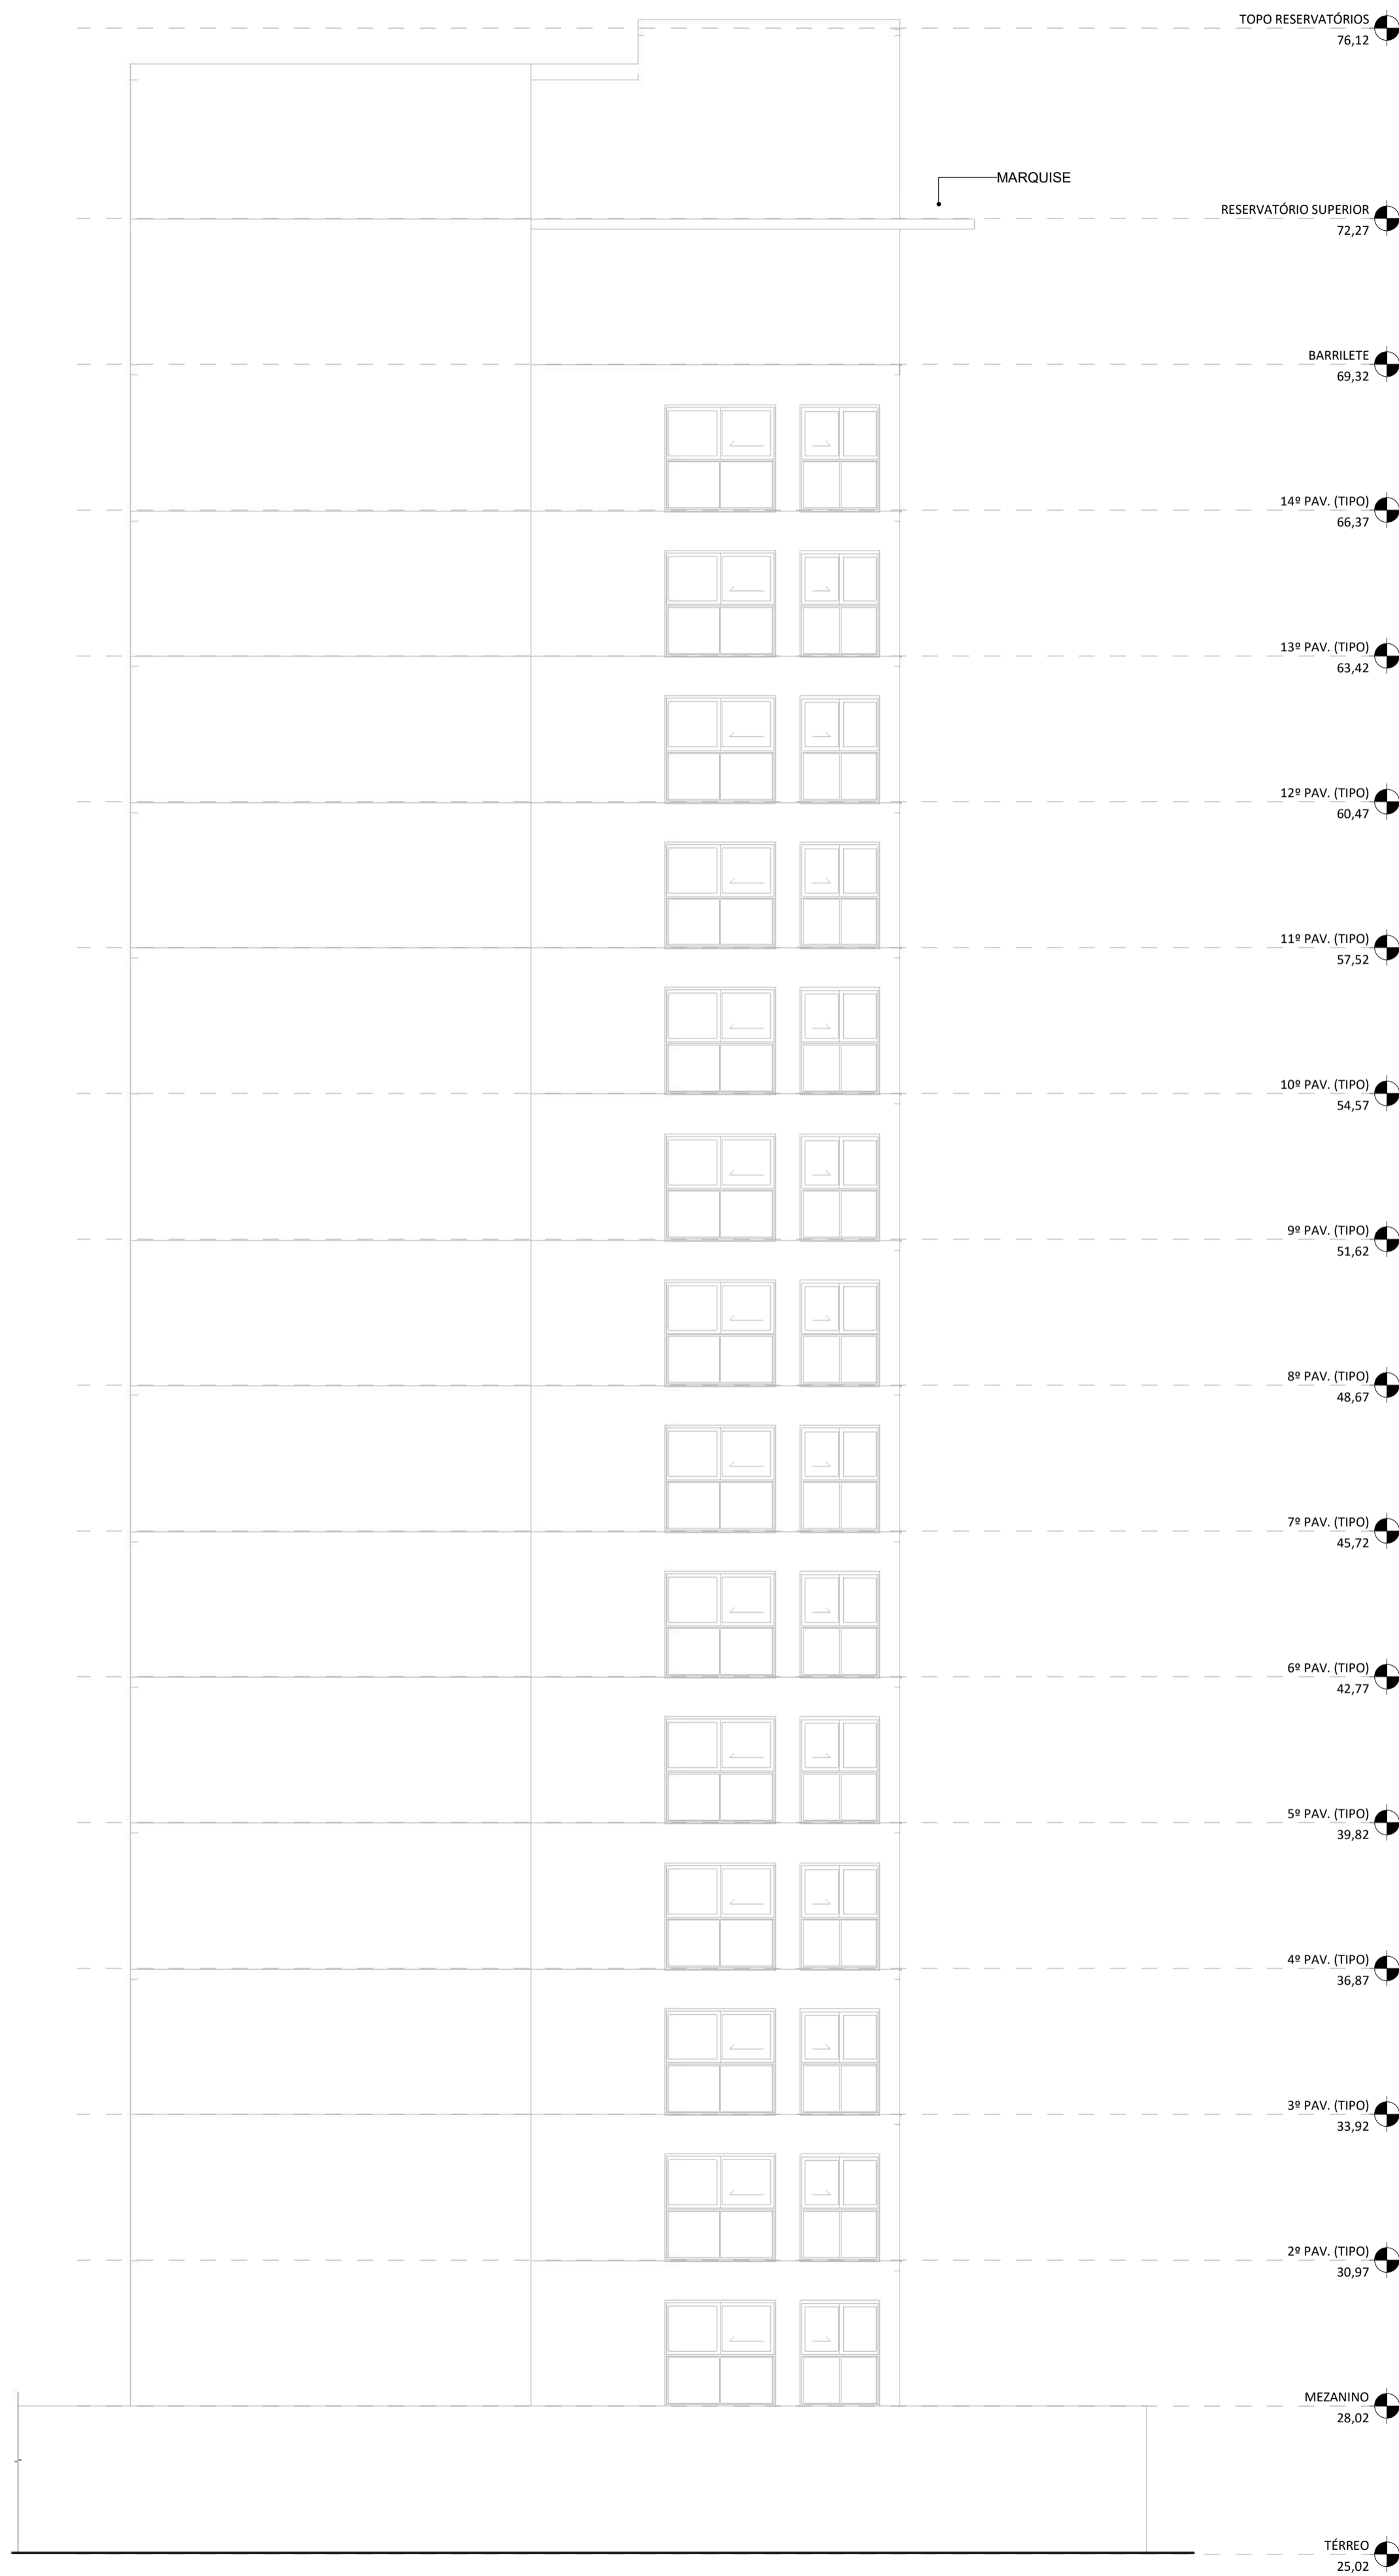 TOPO RESERVATÓRIOS
76,12
MARQUISE
RESERVATÓRIO SUPERIOR
72,27
BARRILETE
69,32
14º PAV. (TIPO)
66,37
13º PAV. (TIPO)
63,42
12º PAV. (TIPO)
60,47
11º PAV. (TIPO)
57,52
10º PAV. (TIPO)
54,57
9º PAV. (TIPO)
51,62
8º PAV. (TIPO)
48,67
7º PAV. (TIPO)
45,72
6º PAV. (TIPO)
42,77
5º PAV. (TIPO)
39,82
4º PAV. (TIPO)
36,87
3º PAV. (TIPO)
33,92
2º PAV. (TIPO)
30,97
MEZANINO
28,02
TÉRREO
25,02